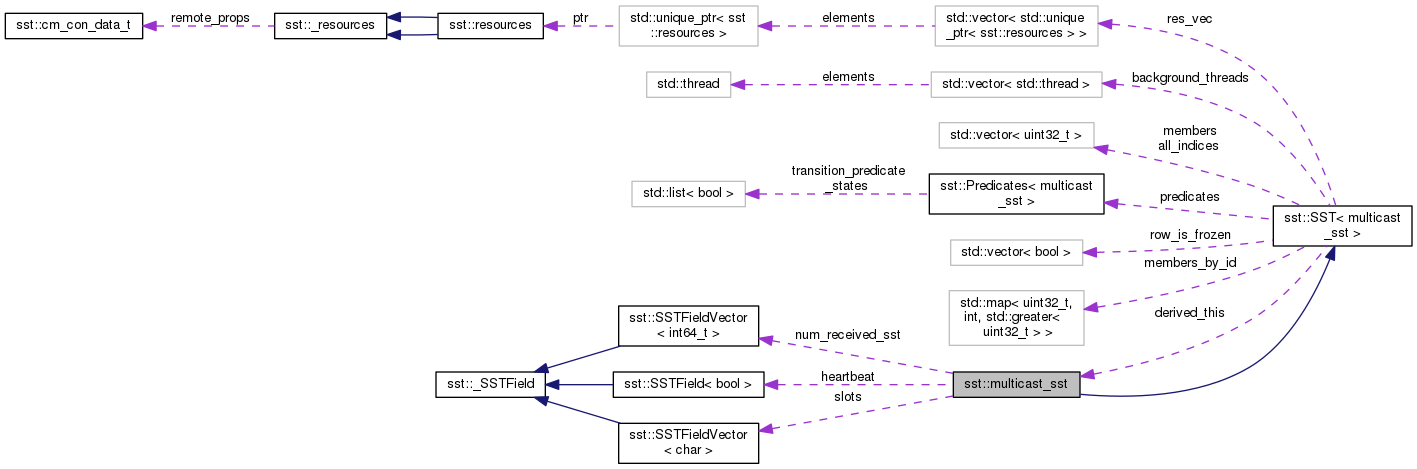 sst::cm_con_data_t
remote_props
sst::_resources
sst::resources
ptr
std::unique_ptr< sst
::resources >
elements
std::vector< std::unique
_ptr< sst::resources > >
res_vec
std::thread
elements
std::vector< std::thread >
background_threads
std::vector< uint32_t >
members
all_indices
std::list< bool >
transition_predicate
_states
sst::Predicates< multicast
_sst >
predicates
sst::SST< multicast
_sst >
std::vector< bool >
row_is_frozen
std::map< uint32_t,
int, std::greater<
uint32_t > >
members_by_id
derived_this
sst::SSTFieldVector
< int64_t >
num_received_sst
sst::_SSTField
sst::SSTField< bool >
heartbeat
sst::multicast_sst
slots
sst::SSTFieldVector
< char >